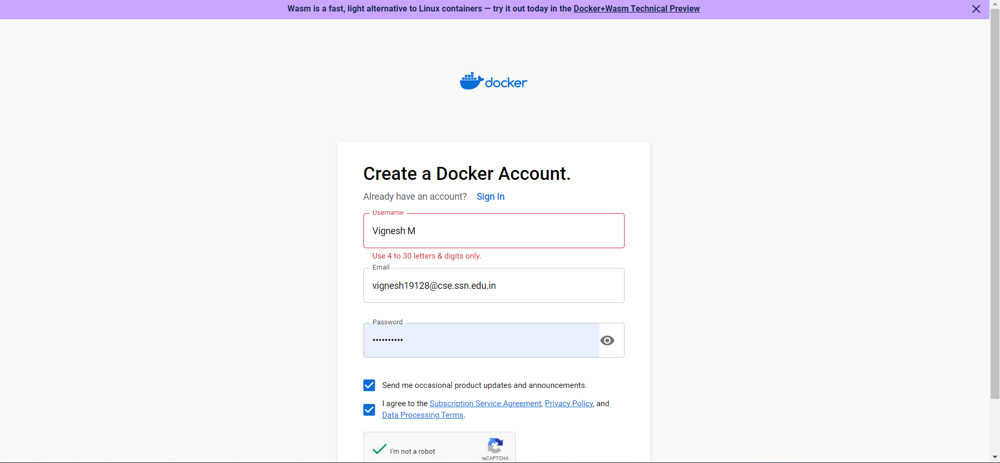 Wasm is a fast, light alternative to Linux containers — try it out today in the Docker+Wasm Technical Preview
docker
Create a Docker Account.
Already have an account? Sign In
Username
Vignesh M
Use 4 to 30 letters & digits only.
Email
vignesh19128@cse.ssn.edu.in
Password
••••••••••
Send me occasional product updates and announcements.
I agree to the Subscription Service Agreement, Privacy Policy, and
Data Processing Terms.
I'm not a robot
reCAPTCHA